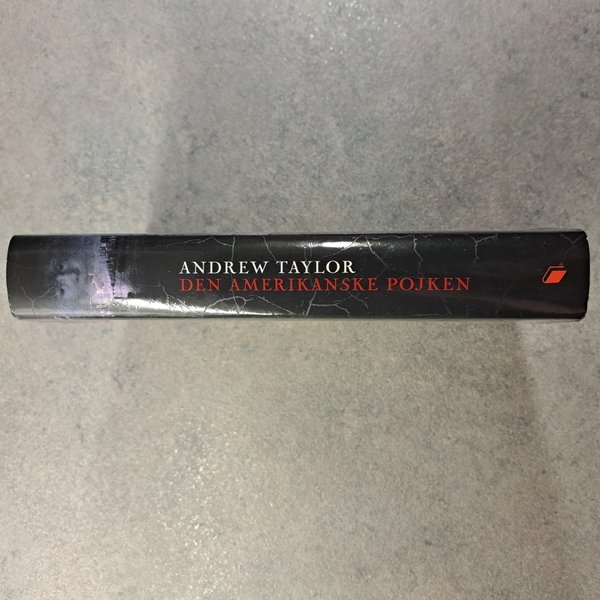 ANDREW TAYLOR
DEN AMERIKANSKE POJKEN